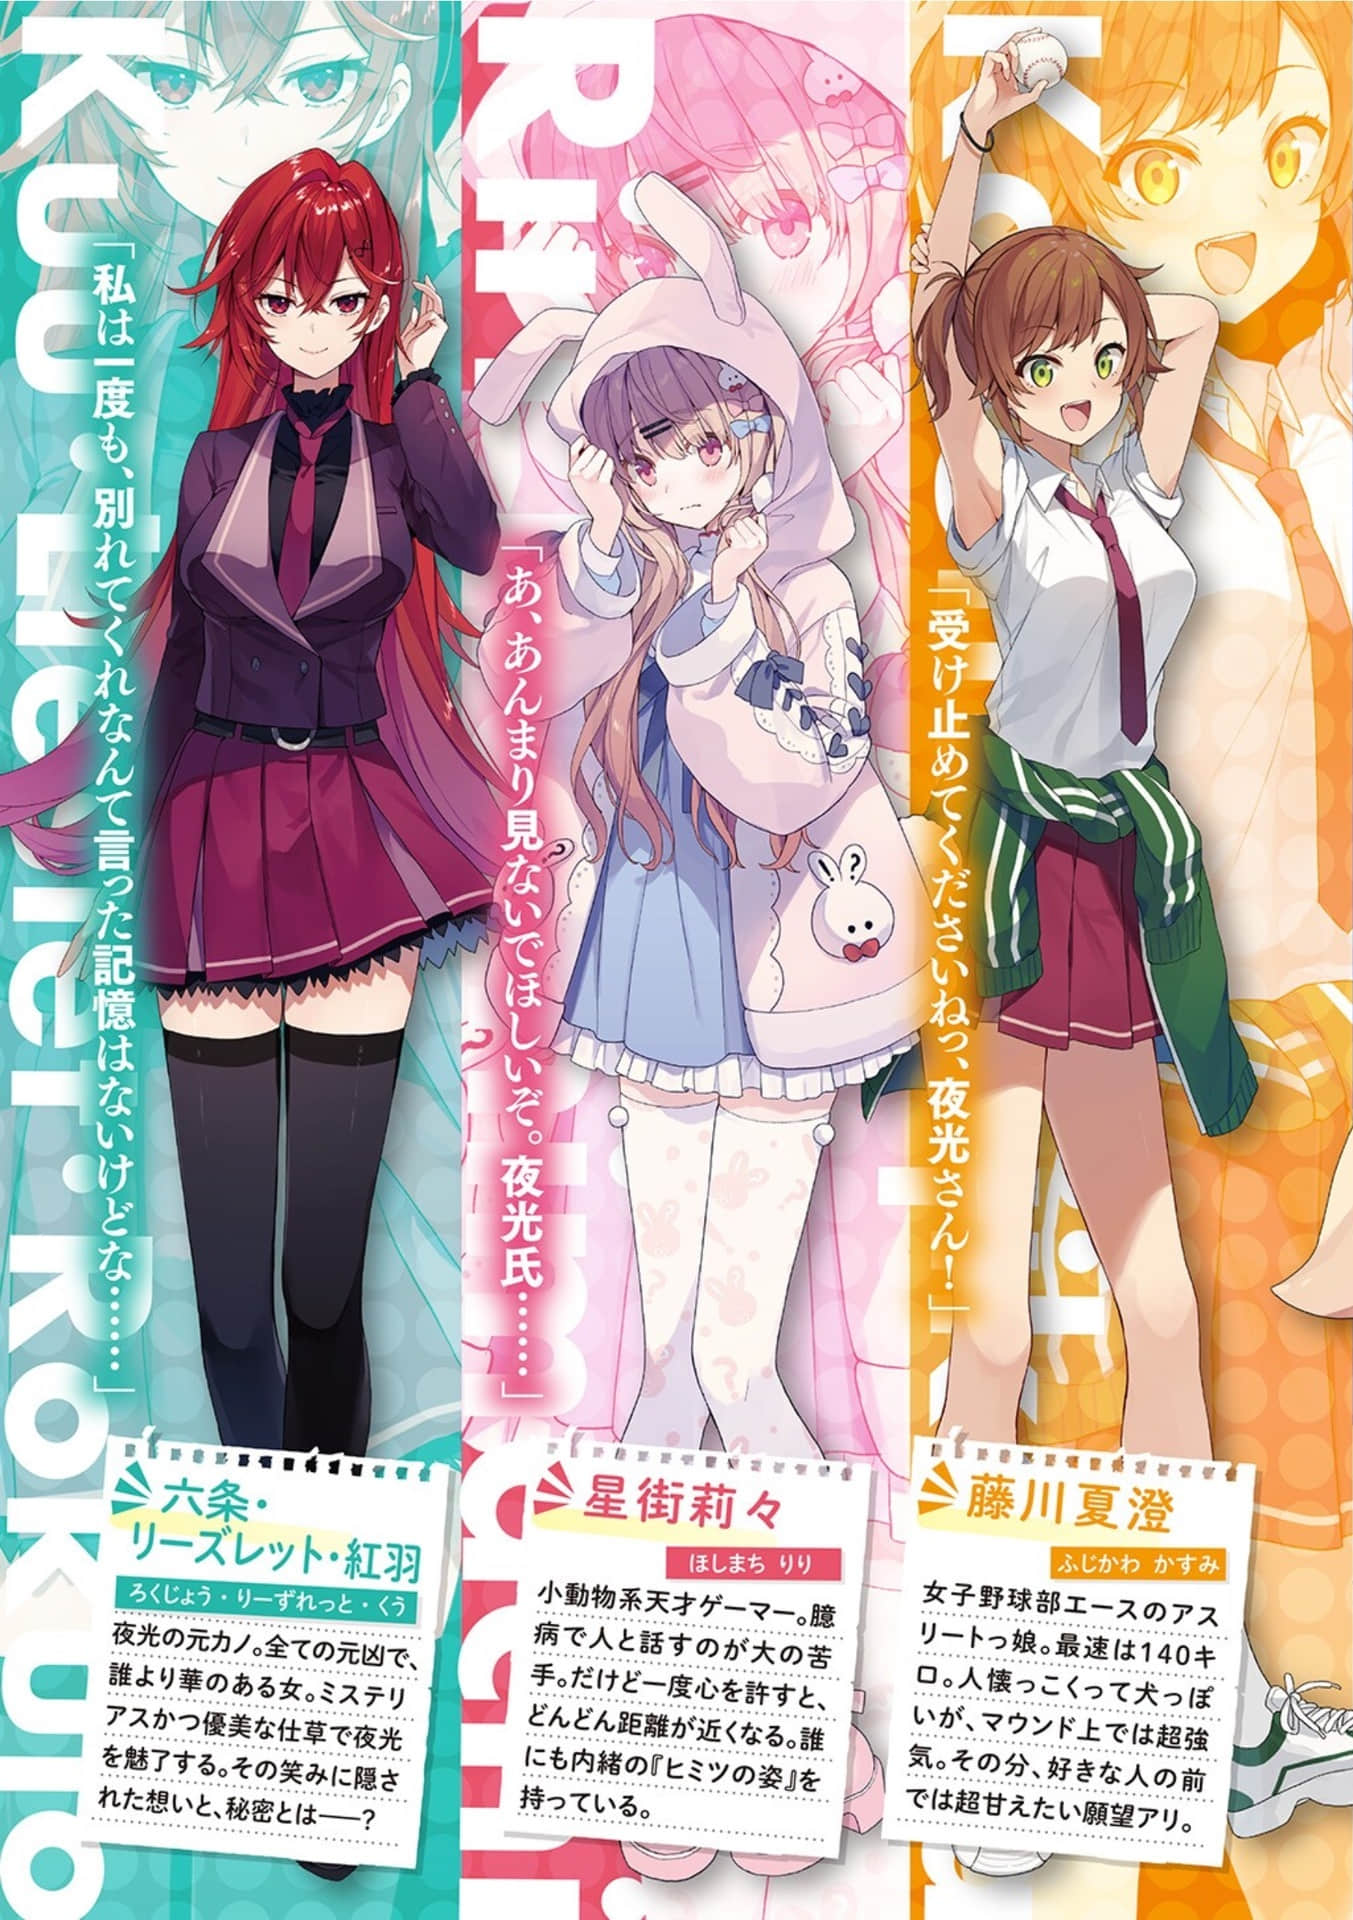 Kuu·Liezlet·Rokujo
「私は一度も、別れてくれなんて言った記憶はないけどな……」
六条・
リーズレット・紅羽
ろくじょう・りーずれっと・くう
夜光の元カノ。全ての元凶で、
誰より華のある女。ミステリ
アスかつ優美な仕草で夜光
を魅了する。その笑みに隠さ
れた想いと、秘密とは――?
「あ、あんまり見ないでほしいぞ。夜光氏……」
!?
星街莉々
ほしまち りり
小動物系天才ゲーマー。臆
病で人と話すのが大の苦
手。だけど一度心を許すと、
どんどん距離が近くなる。誰
にも内緒の『ヒミツの姿』を
持っている。
「受け止めてくださいねっ、夜光さん!」
藤川夏澄
ふじかわ かすみ
女子野球部エースのアス
リートっ娘。最速は140キ
ロ。人懐っこくって犬っぽ
いが、マウンド上では超強
気。その分、好きな人の前
では超甘えたい願望アリ。